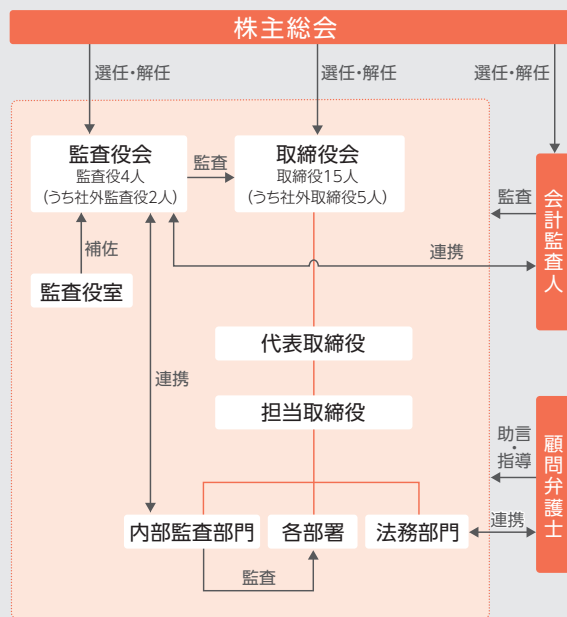 株主総会
選任・解任
選任・解任
選任・解任
監査役会
監査役4人
(うち社外監査役2人)
監査
取締役会
取締役15人
(うち社外取締役5人)
監査
会計監査人
補佐
連携
監査役室
代表取締役
連携
担当取締役
助言
・
指導
顧問弁護士
内部監査部門
各部署
法務部門
連携
監査